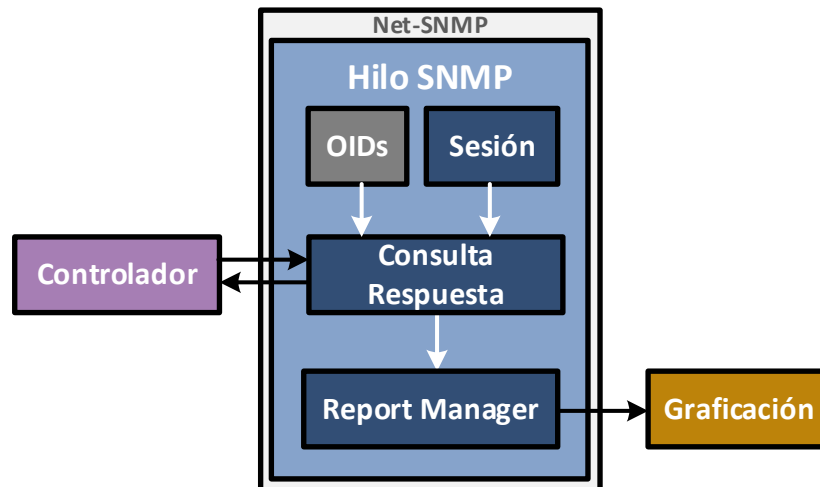 Net-SNMP
Hilo SNMP
OIDs
Sesión
Controlador
Consulta
Respuesta
Report Manager
Graficación